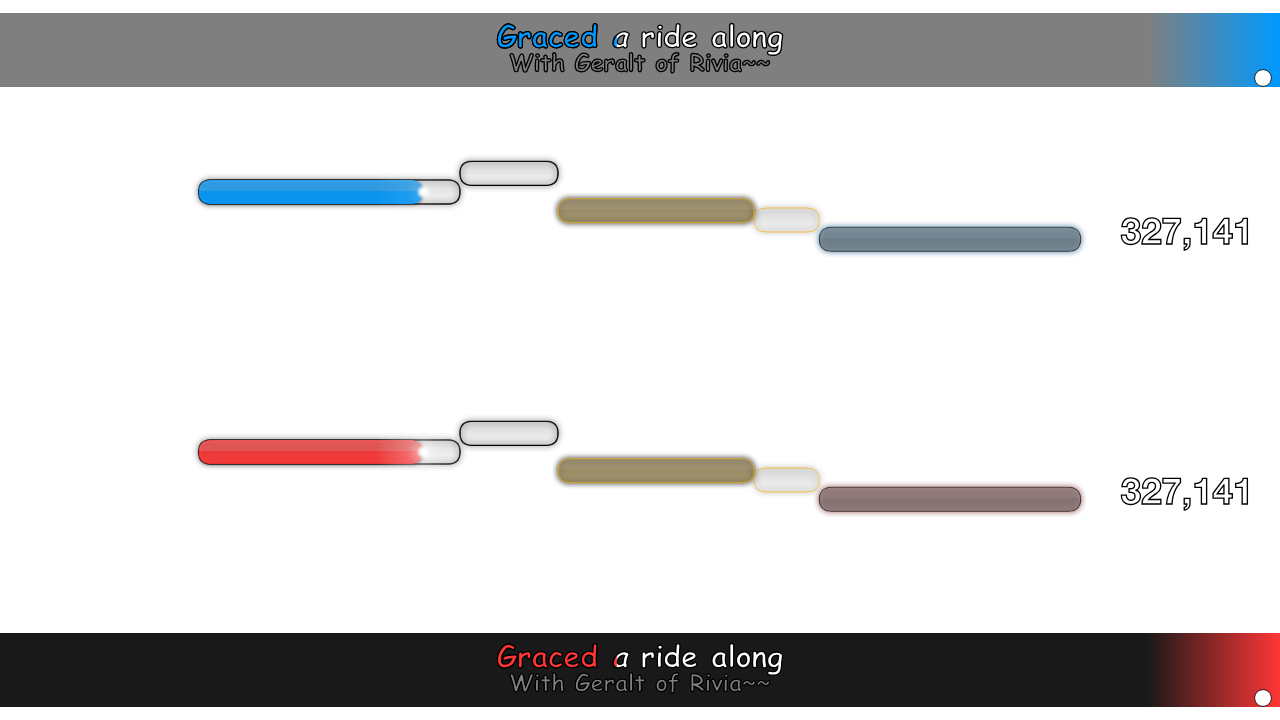 Graced a ride along
With Geralt of Rivia~~
327,141
327,141
Graced a ride along
With Geralt of Rivia~~